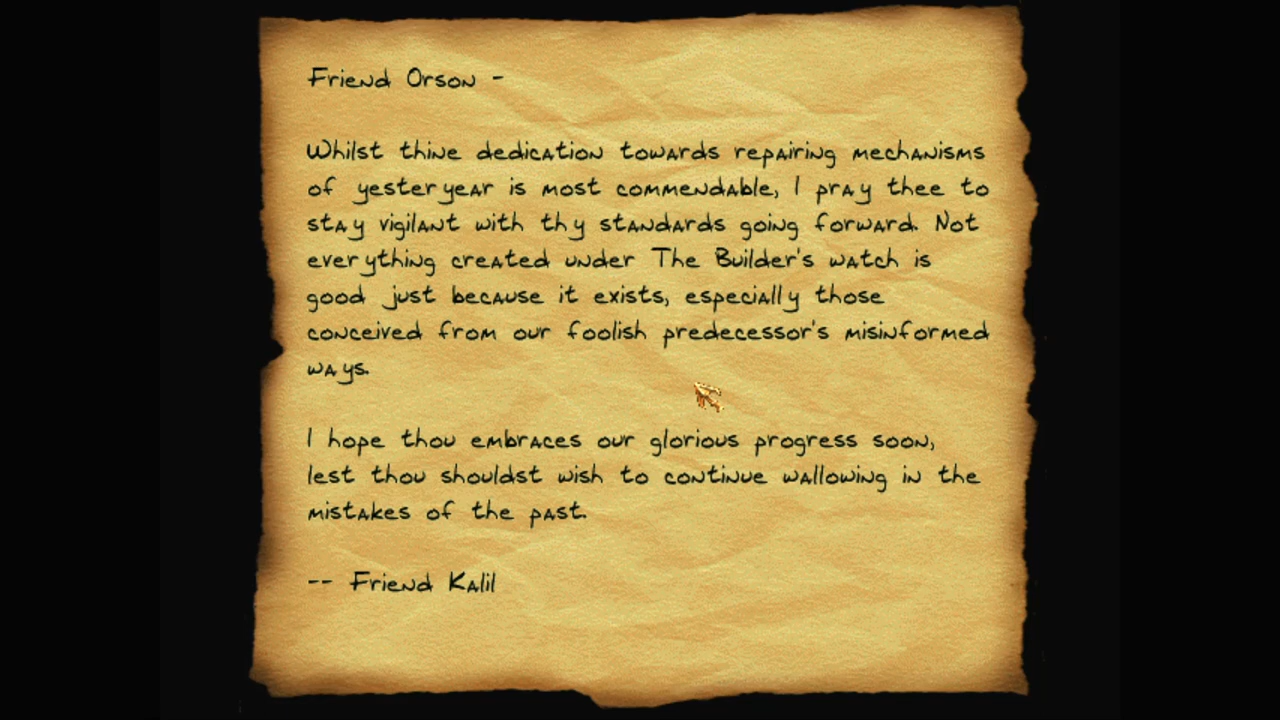 Friend Orson -
Whilst thine dedication towards repairing mechanisms
of yesteryear is most commendable, I pray thee to
stay vigilant with thy standards going forward. Not
everything created under The Builder's watch is
good just because it exists, especially those
conceived from our foolish predecessor's misinformed
ways.
I hope thou embraces our glorious progress soon,
lest thou shouldst wish to continue wallowing in the
mistakes of the past.
-- Friend Kalil